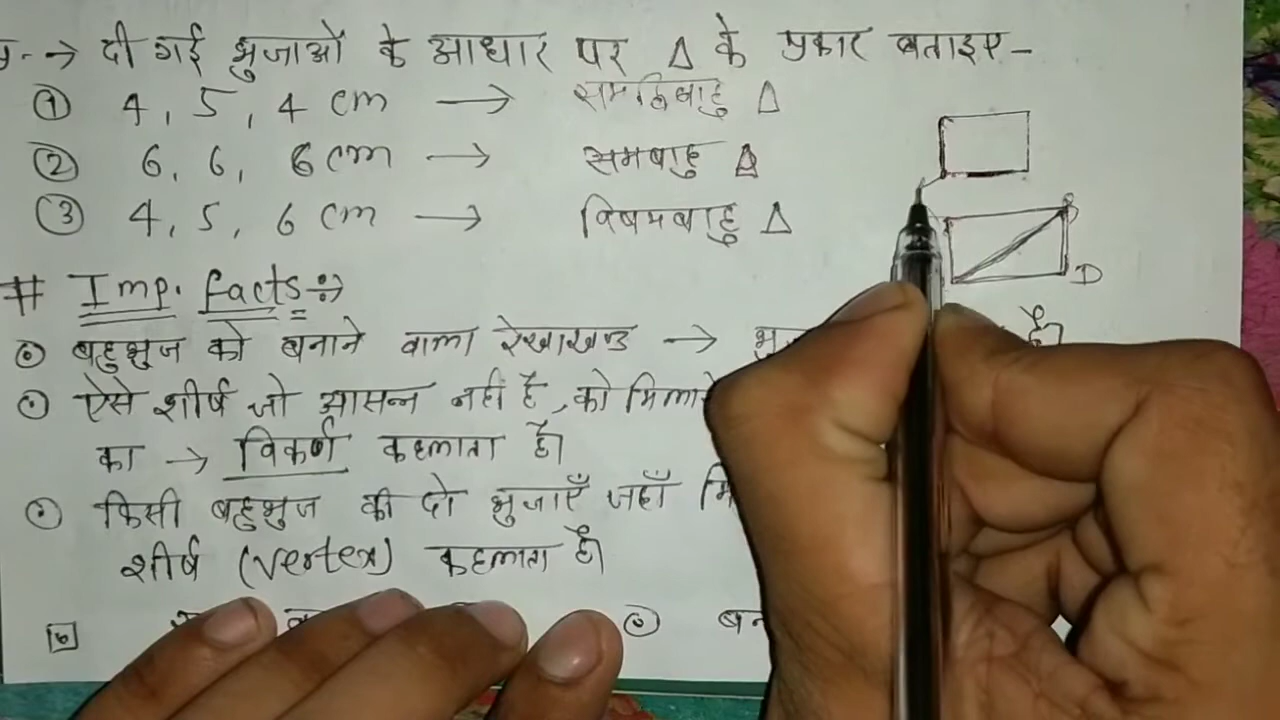 → दी गई भुजाओं के आधार पर Δ के प्रकार बताइए –
① 4, 5, 4 cm → समद्विबाहु Δ
② 6, 6, 6 cm → समबाहु Δ
③ 4, 5, 6 cm → विषमबाहु Δ
# Imp. facts ÷→
बहुभुज को बनाने वाला रेखाखण्ड → है।
ऐसे शीर्ष जो आसन्न नहीं है, को
का → विकर्ण कहलाता है।
किसी बहुभुज की दो भुजाएँ जहाँ
शीर्ष (vertex) कहलाता है।
B
D